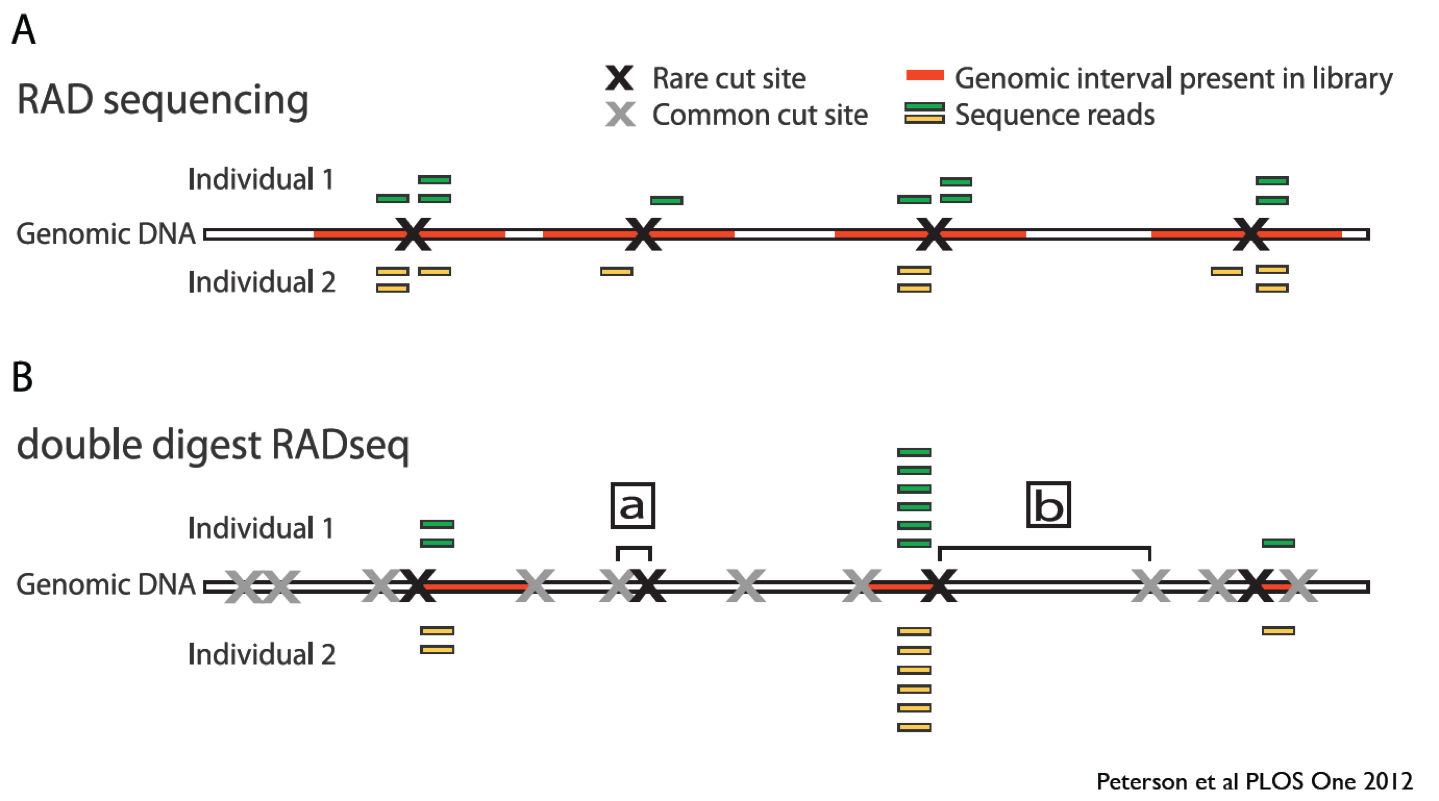 A
RAD sequencing
Rare cut site
Genomic interval present in library
Common cut site
Sequence reads
Individual 1
Genomic DNA
Individual 2
B
double digest RADseq
a
b
Individual 1
Genomic DNA
Individual 2
Peterson et al PLOS One 2012